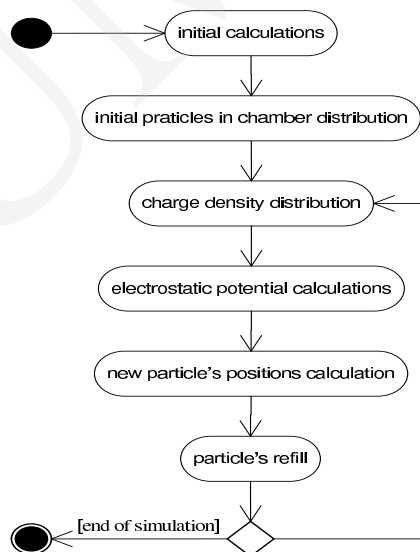 initial calculations
initial praticles in chamber distribution
charge density distribution
electrostatic potential calculations
new particle's positions calculation
particle's refill
[end of simulation]